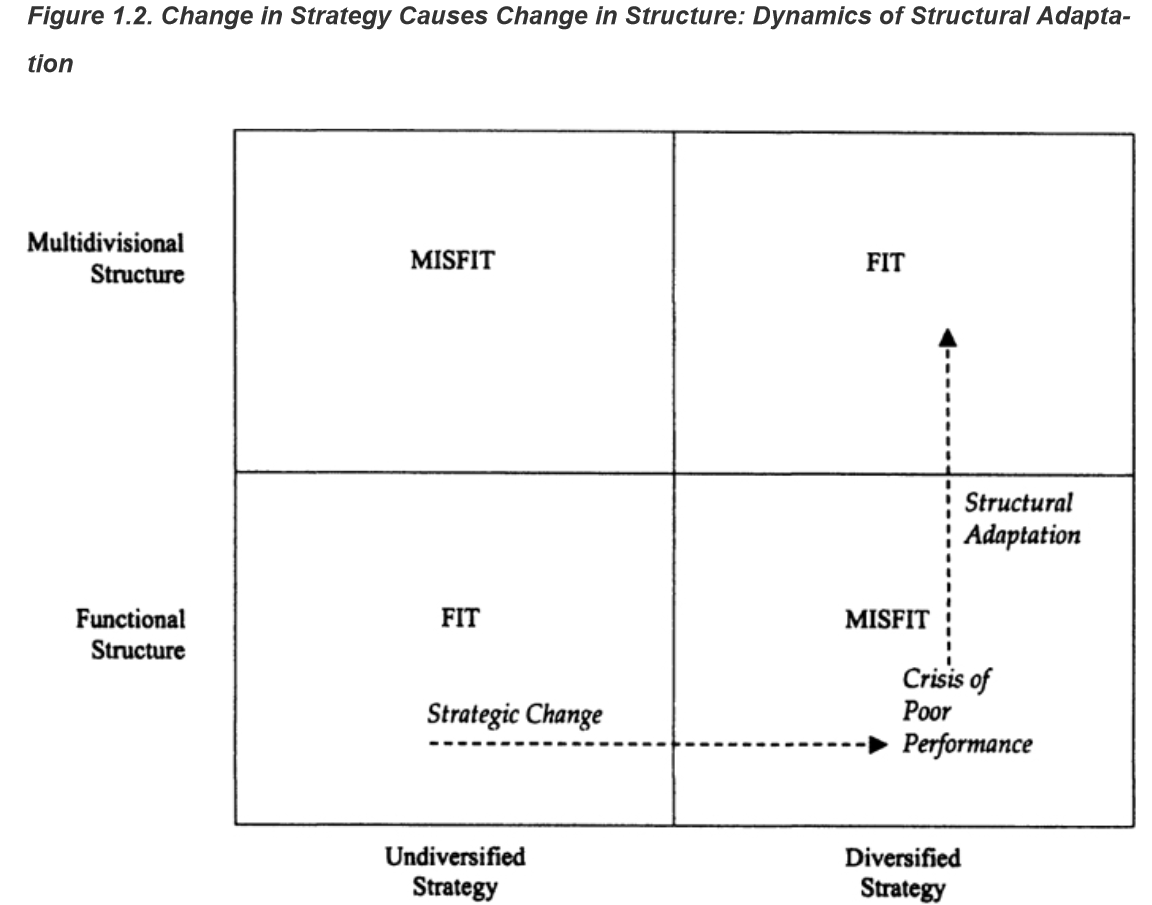 Figure 1.2. Change in Strategy Causes Change in Structure: Dynamics of Structural Adapta-
tion
Multidivisional
Structure
MISFIT
FIT
Structural
Adaptation
Functional
Structure
FIT
MISFIT
Strategic Change
Crisis of
Poor
Performance
Undiversified
Strategy
Diversified
Strategy